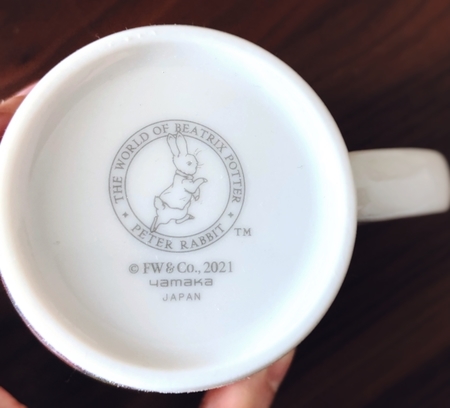 THE WORLD OF BEATRIX POTTER
* PETER RABBIT *
TM
© FW&Co., 2021
yamaka
JAPAN